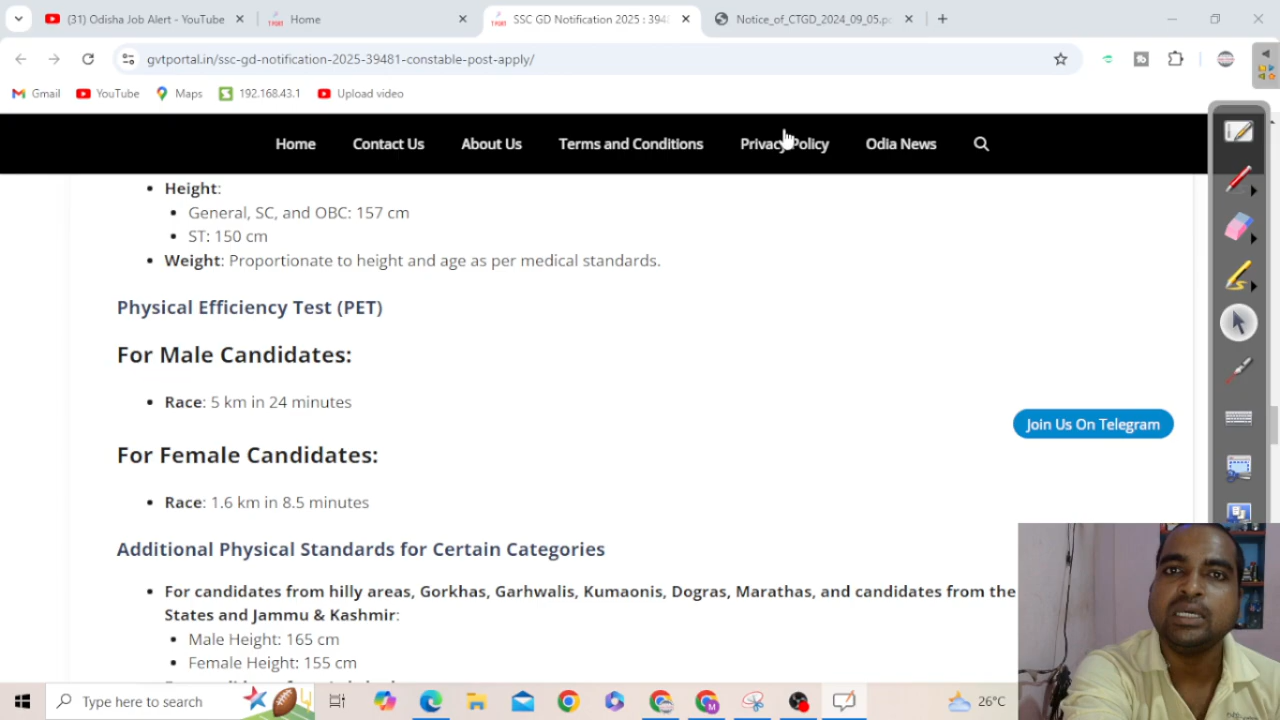 (31) Odisha Job Alert - YouTube
Home
SSC GD Notification 2025 : 394
Notice_of_CTGD_2024_09_05.p
gvtportal.in/ssc-gd-notification-2025-39481-constable-post-apply/
Gmail
YouTube
Maps
192.168.43.1
Upload video
Home
Contact Us
About Us
Terms and Conditions
Privacy Policy
Odia News
• Height:
• General, SC, and OBC: 157 cm
• ST: 150 cm
• Weight: Proportionate to height and age as per medical standards.
Physical Efficiency Test (PET)
For Male Candidates:
• Race: 5 km in 24 minutes
Join Us On Telegram
For Female Candidates:
• Race: 1.6 km in 8.5 minutes
Additional Physical Standards for Certain Categories
• For candidates from hilly areas, Gorkhas, Garhwalis, Kumaonis, Dogras, Marathas, and candidates from the
States and Jammu & Kashmir:
• Male Height: 165 cm
• Female Height: 155 cm
Type here to search
26°C